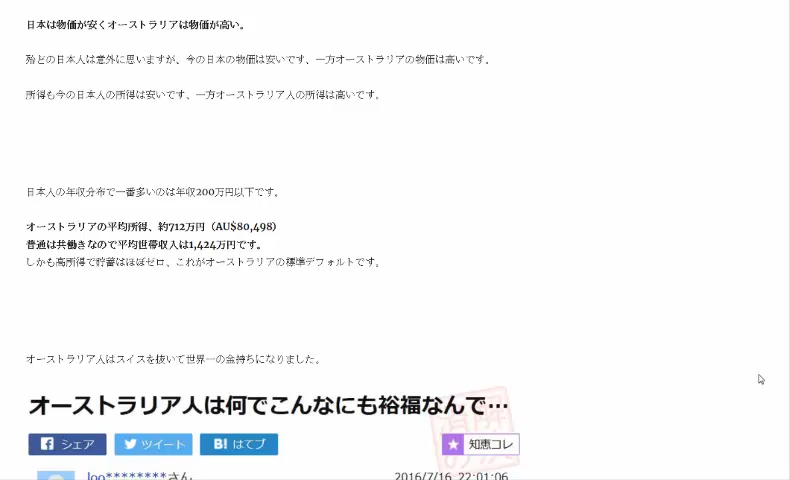 日本は物価が安くオーストラリアは物価が高い。
殆どの日本人は意外に思いますが、今の日本の物価は安いです、一方オーストラリアの物価は高いです。
所得も今の日本人の所得は安いです、一方オーストラリア人の所得は高いです。
日本人の年収分布で一番多いのは年収200万円以下です。
オーストラリアの平均所得、約712万円（AU$80,498）
普通は共働きなので平均世帯収入は1,424万円です。
しかも高所得で貯蓄はほぼゼロ、これがオーストラリアの標準デフォルトです。
オーストラリア人はスイスを抜いて世界一の金持ちになりました。
オーストラリア人は何でこんなにも裕福なんで…
シェア ツイート B! はてブ 知恵コレ
loo********さん 2016/7/16 22:01:06